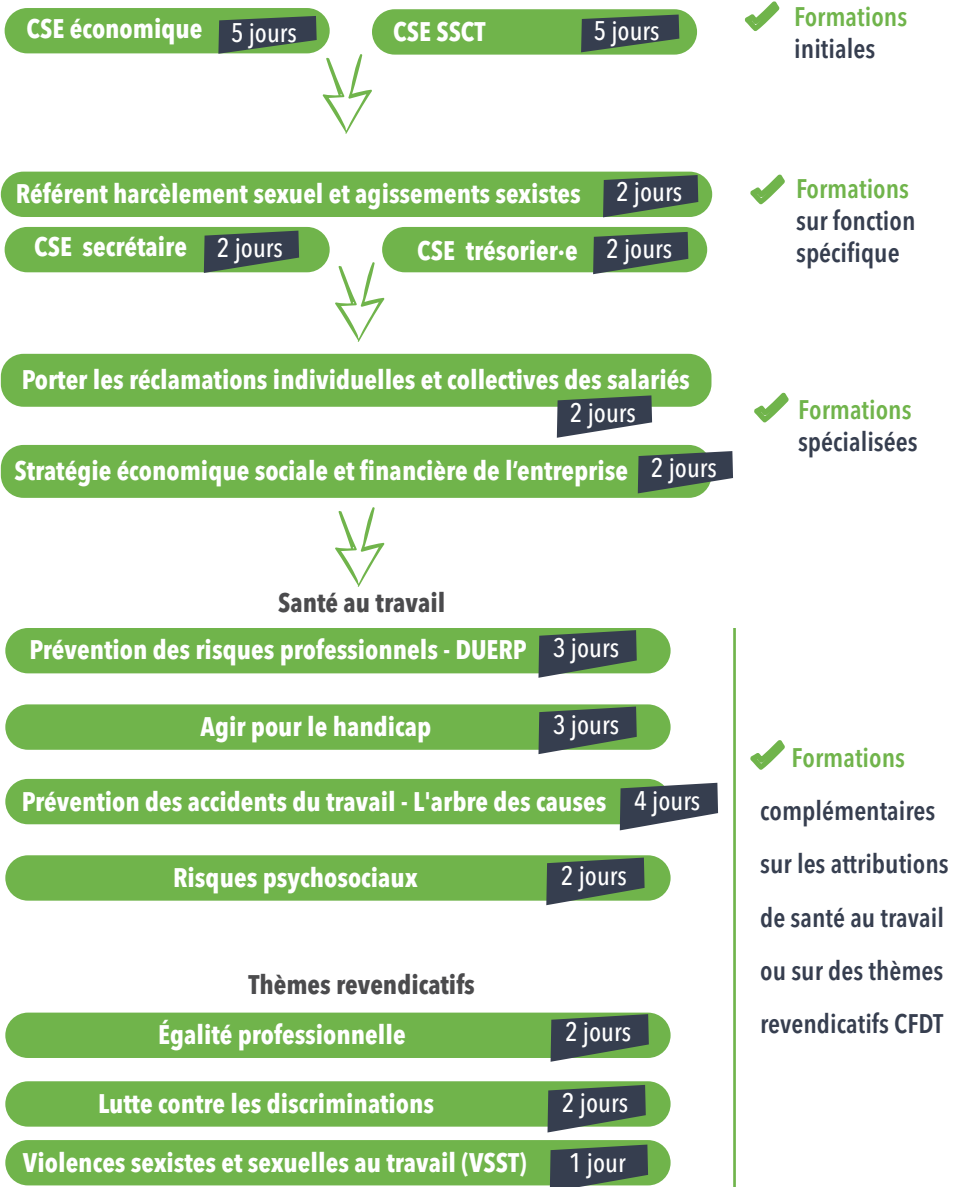 CSE économique 5 jours
CSE SSCT 5 jours
Formations
initiales
Référent harcèlement sexuel et agissements sexistes 2 jours
CSE secrétaire 2 jours
CSE trésorier·e 2 jours
Formations
sur fonction
spécifique
Porter les réclamations individuelles et collectives des salariés
2 jours
Stratégie économique sociale et financière de l'entreprise 2 jours
Formations
spécialisées
Santé au travail
Prévention des risques professionnels - DUERP 3 jours
Agir pour le handicap 3 jours
Prévention des accidents du travail - L'arbre des causes 4 jours
Risques psychosociaux 2 jours
Thèmes revendicatifs
Égalité professionnelle 2 jours
Lutte contre les discriminations 2 jours
Violences sexistes et sexuelles au travail (VSST) 1 jour
Formations
complémentaires
sur les attributions
de santé au travail
ou sur des thèmes
revendicatifs CFDT